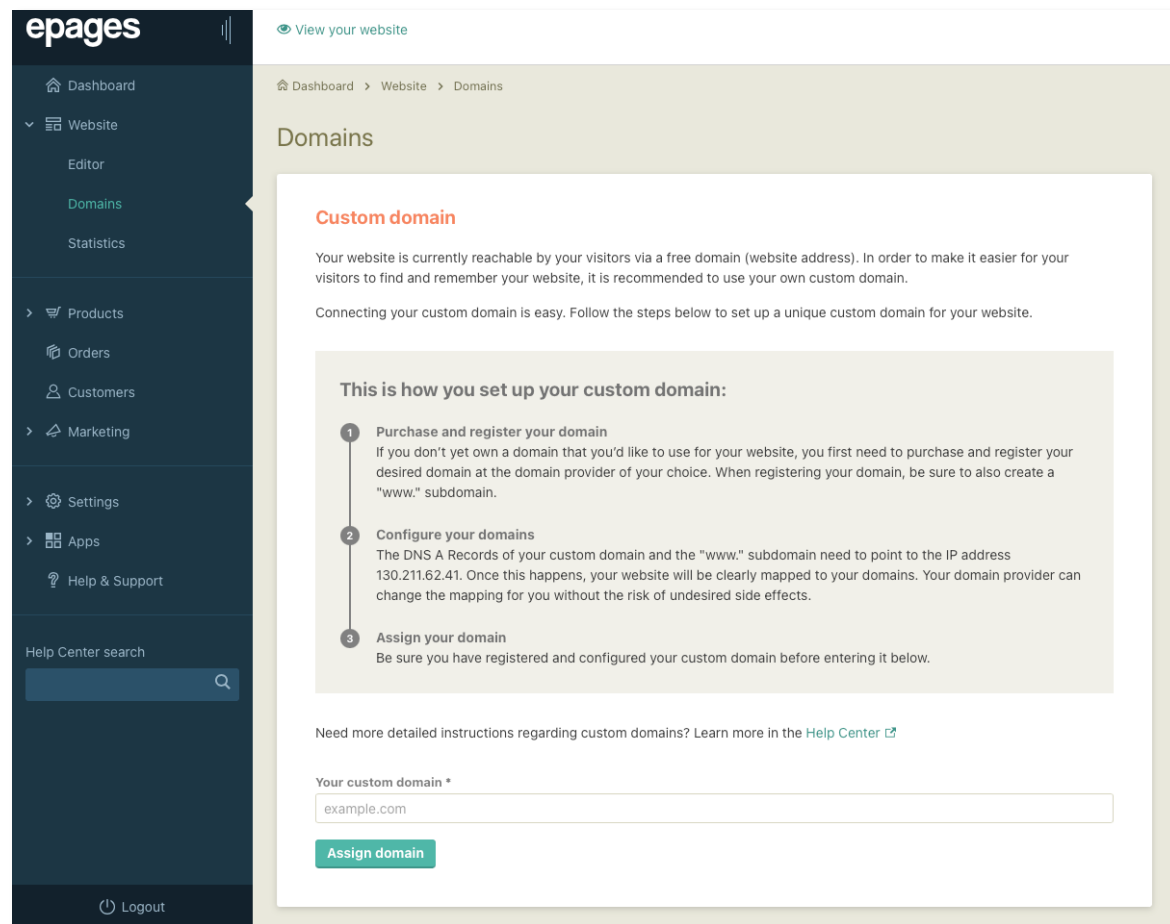 epages
View your website
Dashboard
Website
Editor
Domains
Statistics
Products
Orders
Customers
Marketing
Settings
Apps
Help & Support
Help Center search
Logout
Dashboard > Website > Domains
Domains
Custom domain
Your website is currently reachable by your visitors via a free domain (website address). In order to make it easier for your
visitors to find and remember your website, it is recommended to use your own custom domain.
Connecting your custom domain is easy. Follow the steps below to set up a unique custom domain for your website.
This is how you set up your custom domain:
1 Purchase and register your domain
If you don't yet own a domain that you'd like to use for your website, you first need to purchase and register your
desired domain at the domain provider of your choice. When registering your domain, be sure to also create a
"www." subdomain.
2 Configure your domains
The DNS A Records of your custom domain and the "www." subdomain need to point to the IP address
130.211.62.41. Once this happens, your website will be clearly mapped to your domains. Your domain provider can
change the mapping for you without the risk of undesired side effects.
3 Assign your domain
Be sure you have registered and configured your custom domain before entering it below.
Need more detailed instructions regarding custom domains? Learn more in the Help Center
Your custom domain *
example.com
Assign domain